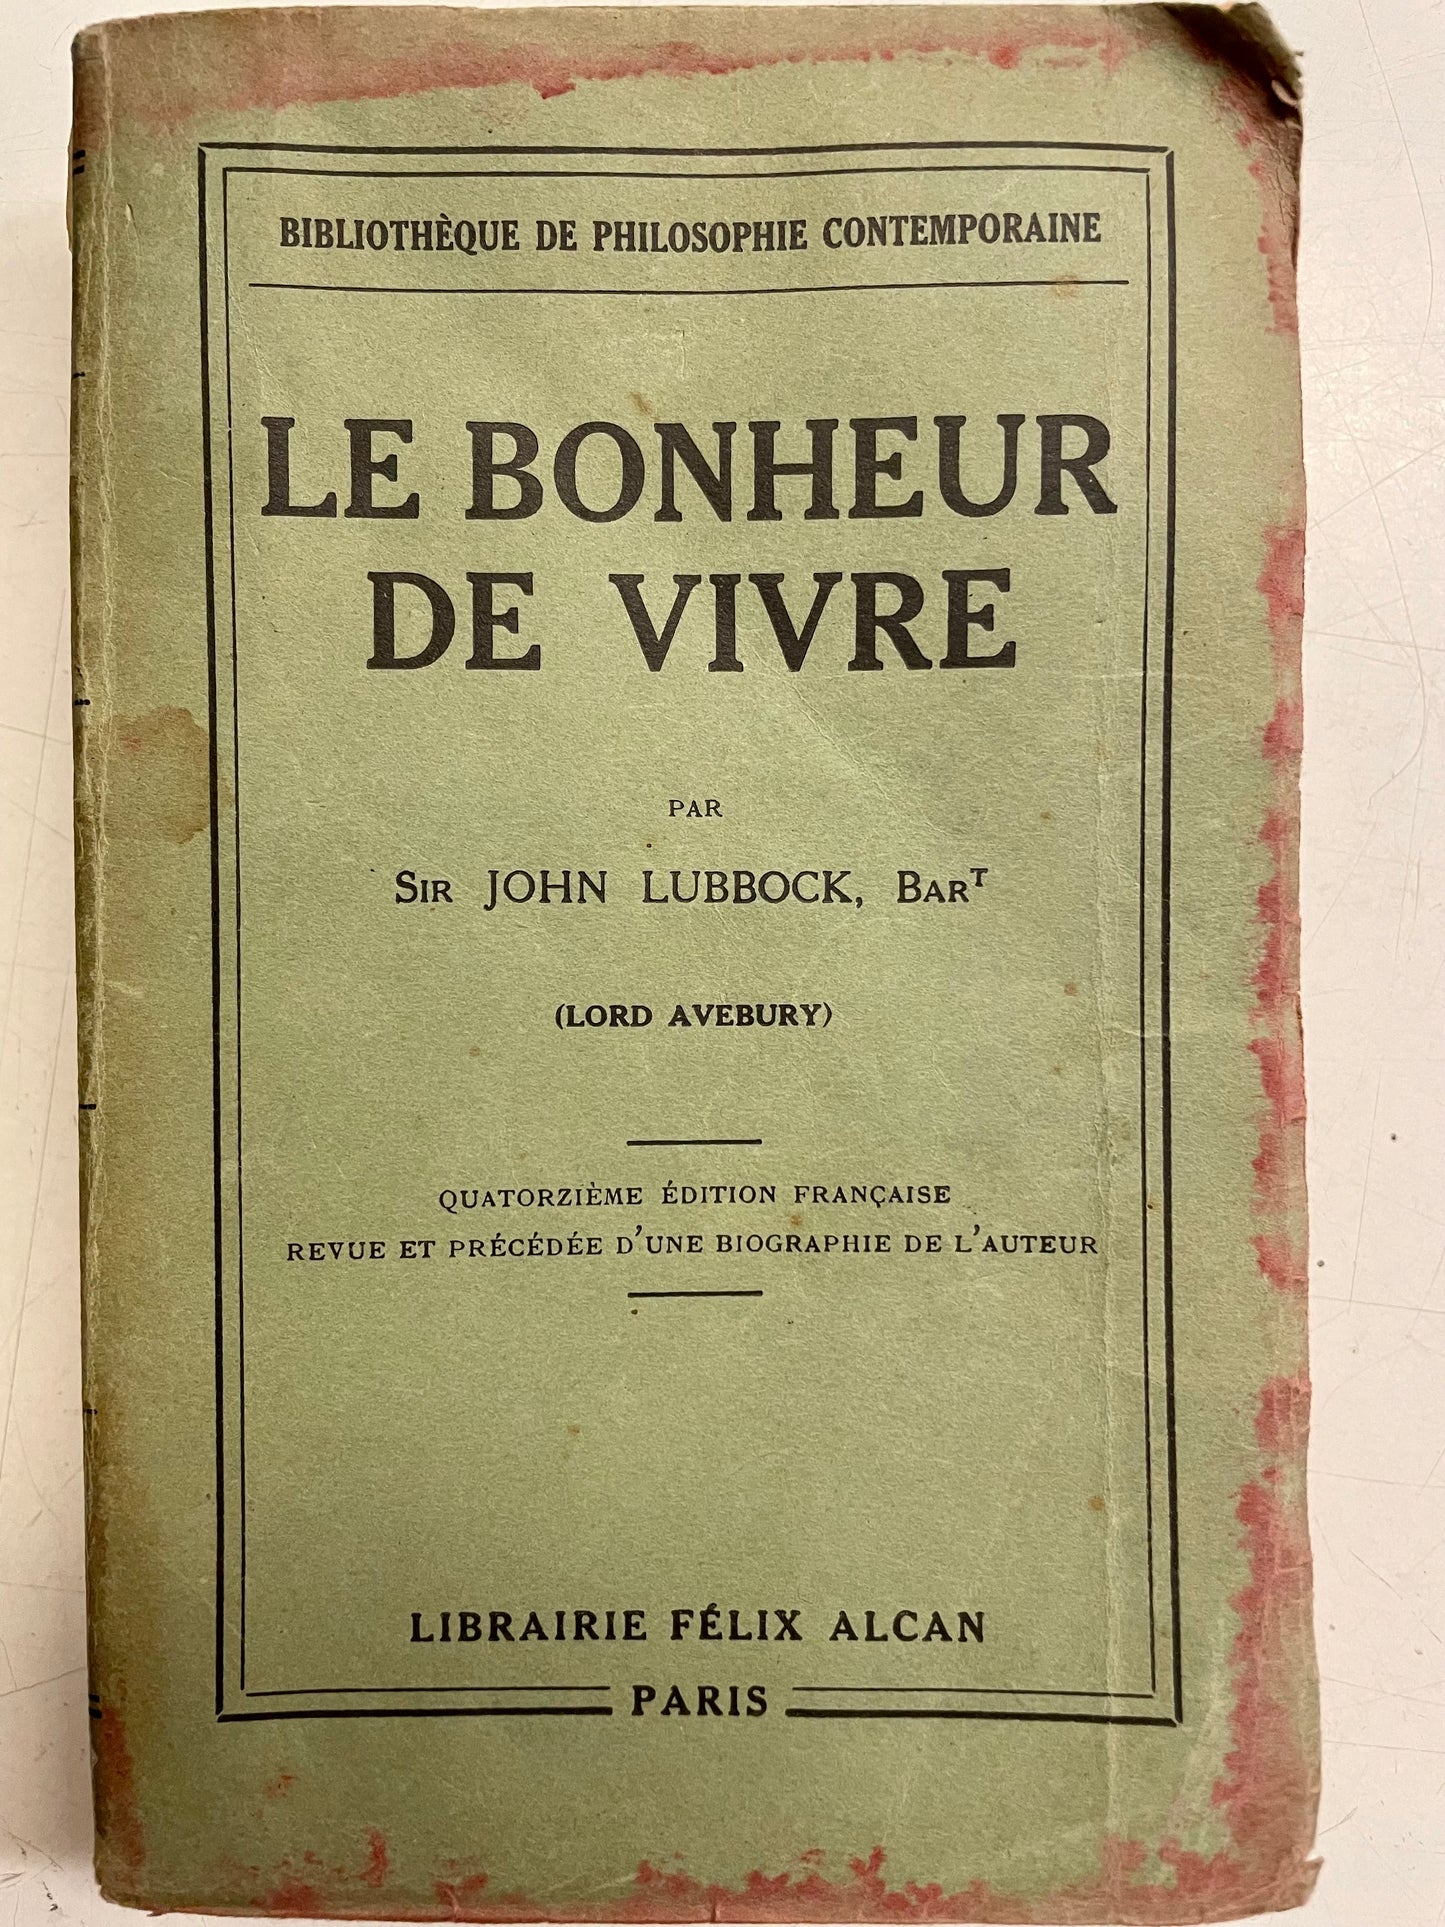 BIBLIOTHÈQUE DE PHILOSOPHIE CONTEMPORAINE
LE BONHEUR
DE VIVRE
PAR
SIR JOHN LUBBOCK, BARᵀ
(LORD AVEBURY)
QUATORZIÈME ÉDITION FRANÇAISE
REVUE ET PRÉCÉDÉE D'UNE BIOGRAPHIE DE L'AUTEUR
LIBRAIRIE FÉLIX ALCAN
PARIS